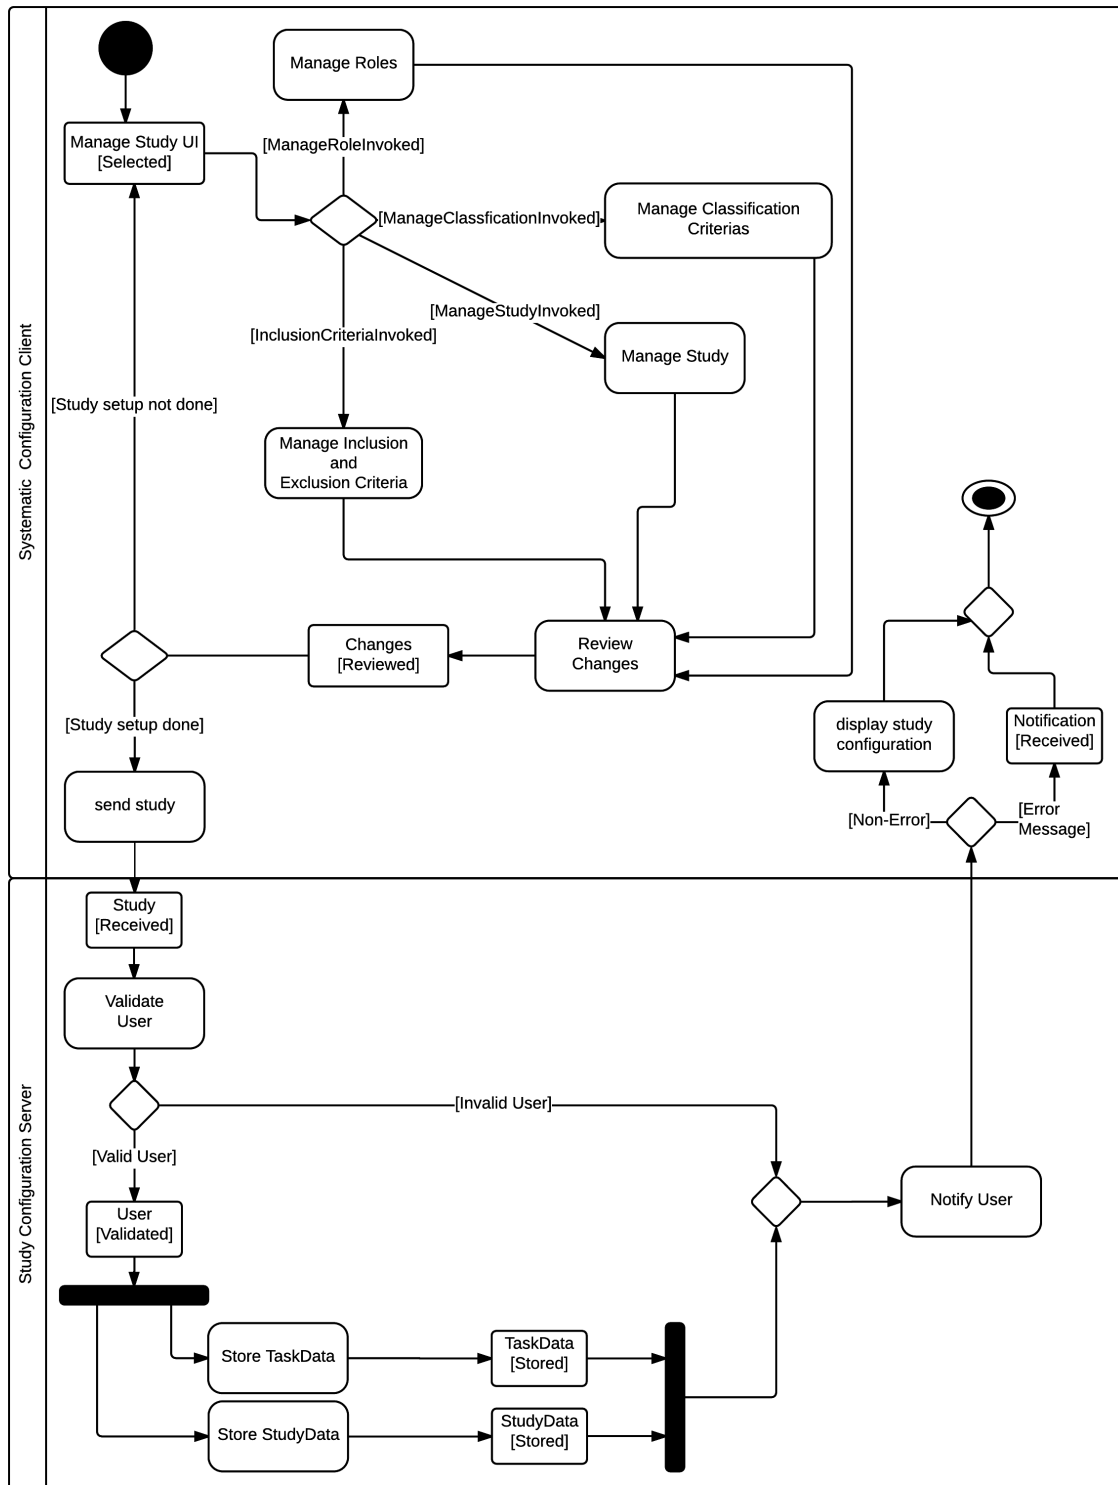 Manage Roles
Manage Study UI
[Selected]
[ManageRoleInvoked]
[ManageClassficationInvoked]
Manage Classification
Criterias
[ManageStudyInvoked]
[InclusionCriteriaInvoked]
Manage Study
[Study setup not done]
Manage Inclusion
and
Exclusion Criteria
Systematic  Configuration Client
Changes
[Reviewed]
Review
Changes
[Study setup done]
display study
configuration
Notification
[Received]
send study
[Non-Error]
[Error
Message]
Study
[Received]
Validate
User
[Invalid User]
[Valid User]
Study Configuration Server
User
[Validated]
Notify User
Store TaskData
TaskData
[Stored]
Store StudyData
StudyData
[Stored]